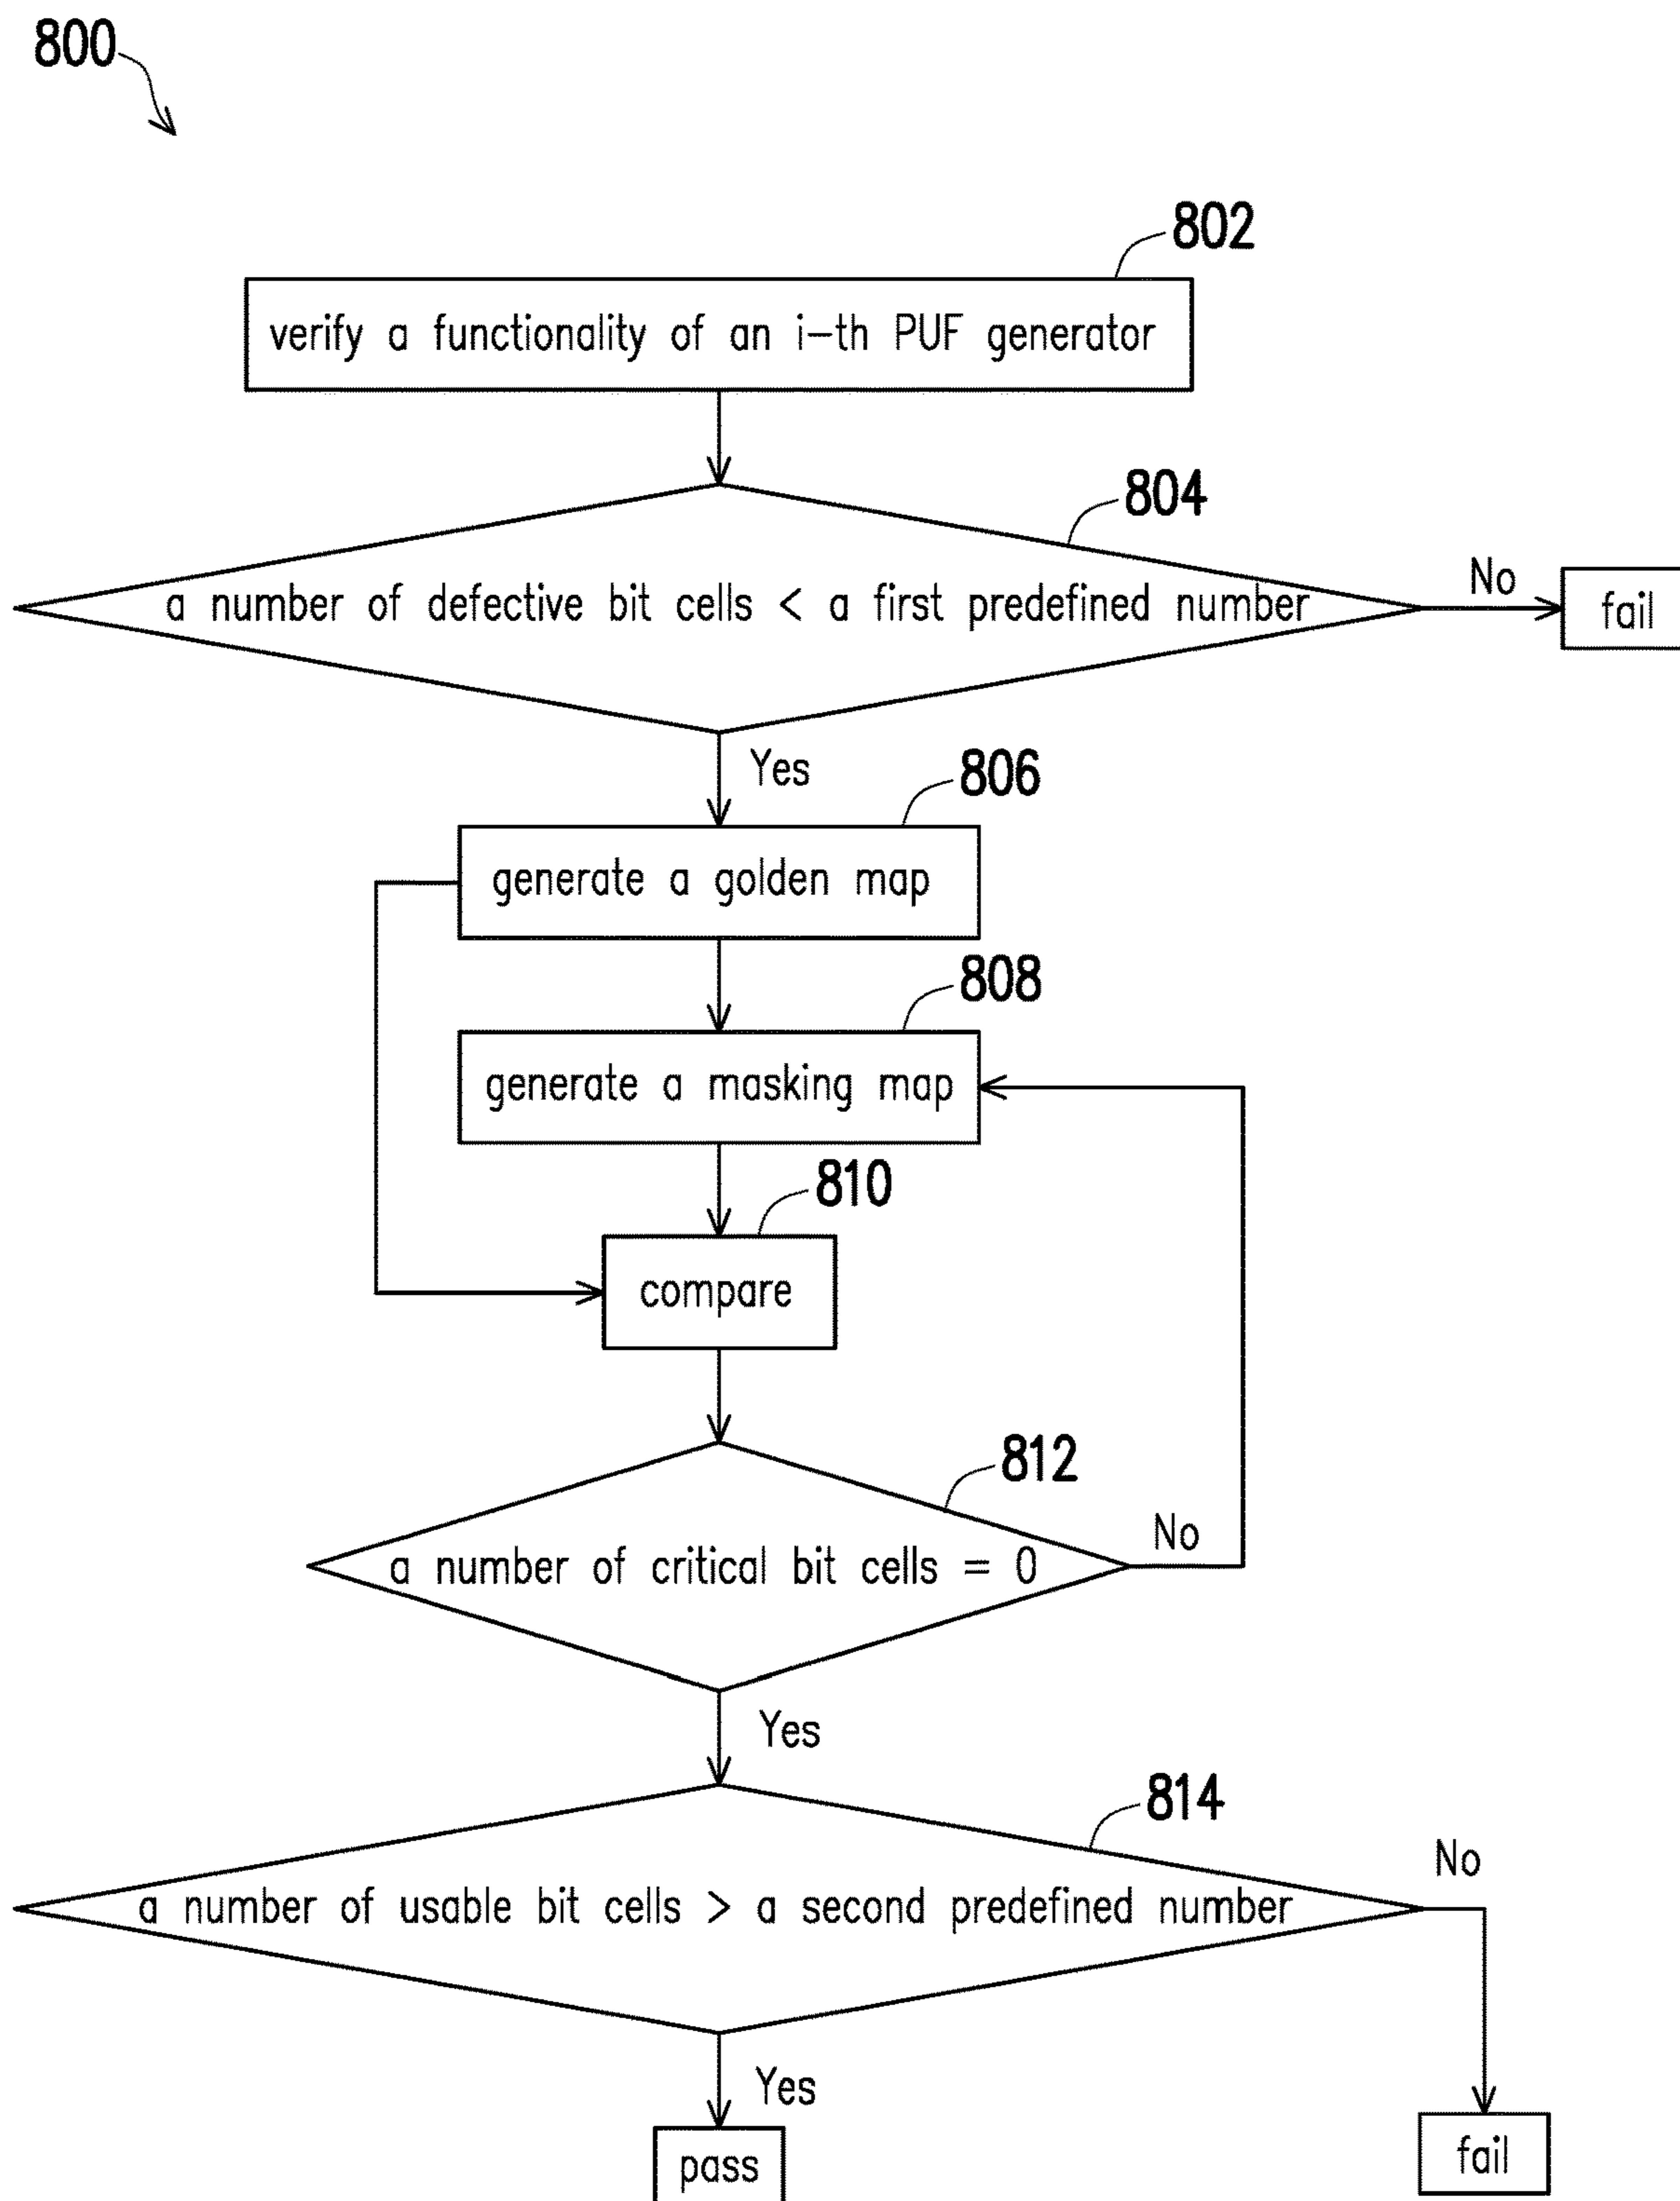 800
802
verify a functionality of an i-th PUF generator
804
a number of defective bit cells < a first predefined number
No
fail
Yes
806
generate a golden map
808
generate a masking map
810
compare
812
a number of critical bit cells = 0
No
Yes
814
a number of usable bit cells > a second predefined number
No
Yes
pass
fail